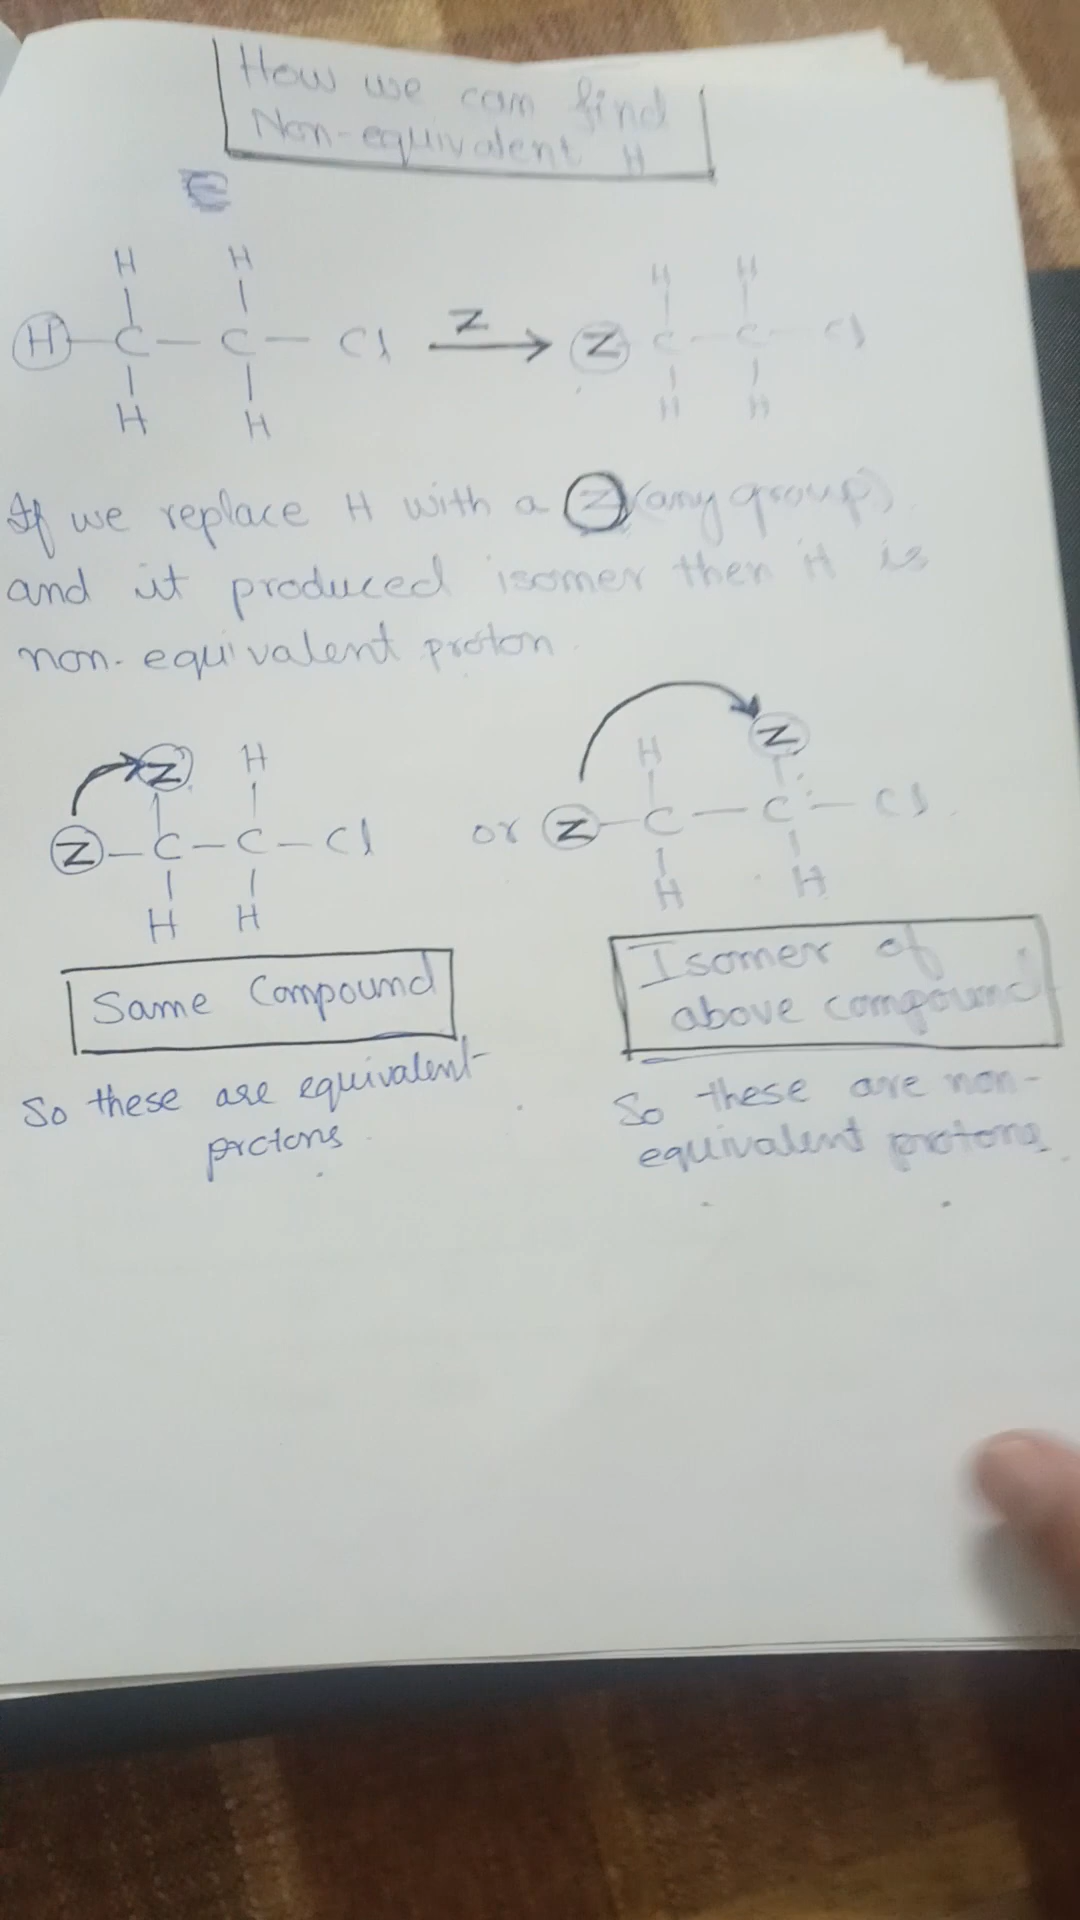 How we can find
Non-equivalent H
H H
H - C - C - Cl Z → Z C - C - Cl
H H H H
If we replace H with a Z (any group)
and it produced isomer then H is
non-equivalent proton.
Z H H Z
Z - C - C - Cl or Z - C - C - Cl
H H H H
Same Compound
Isomer of
above compound
So these are equivalent
protons.
So these are non-
equivalent protons.